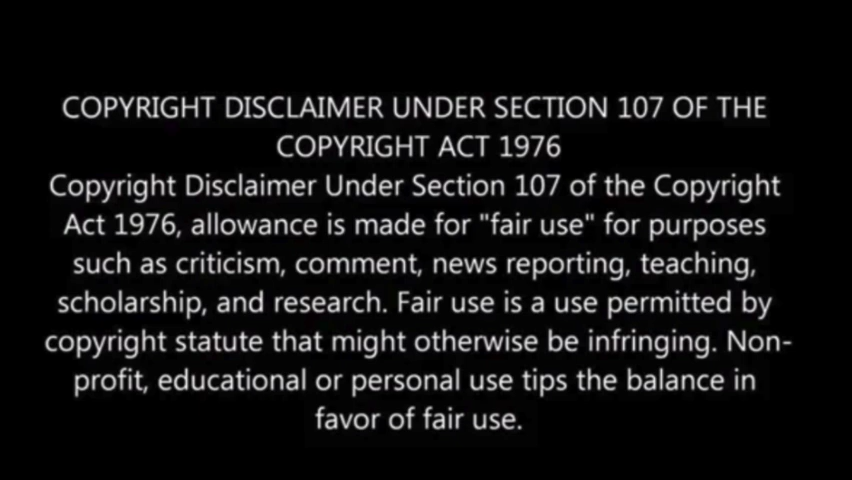 COPYRIGHT DISCLAIMER UNDER SECTION 107 OF THE
COPYRIGHT ACT 1976
Copyright Disclaimer Under Section 107 of the Copyright
Act 1976, allowance is made for "fair use" for purposes
such as criticism, comment, news reporting, teaching,
scholarship, and research. Fair use is a use permitted by
copyright statute that might otherwise be infringing. Non-
profit, educational or personal use tips the balance in
favor of fair use.